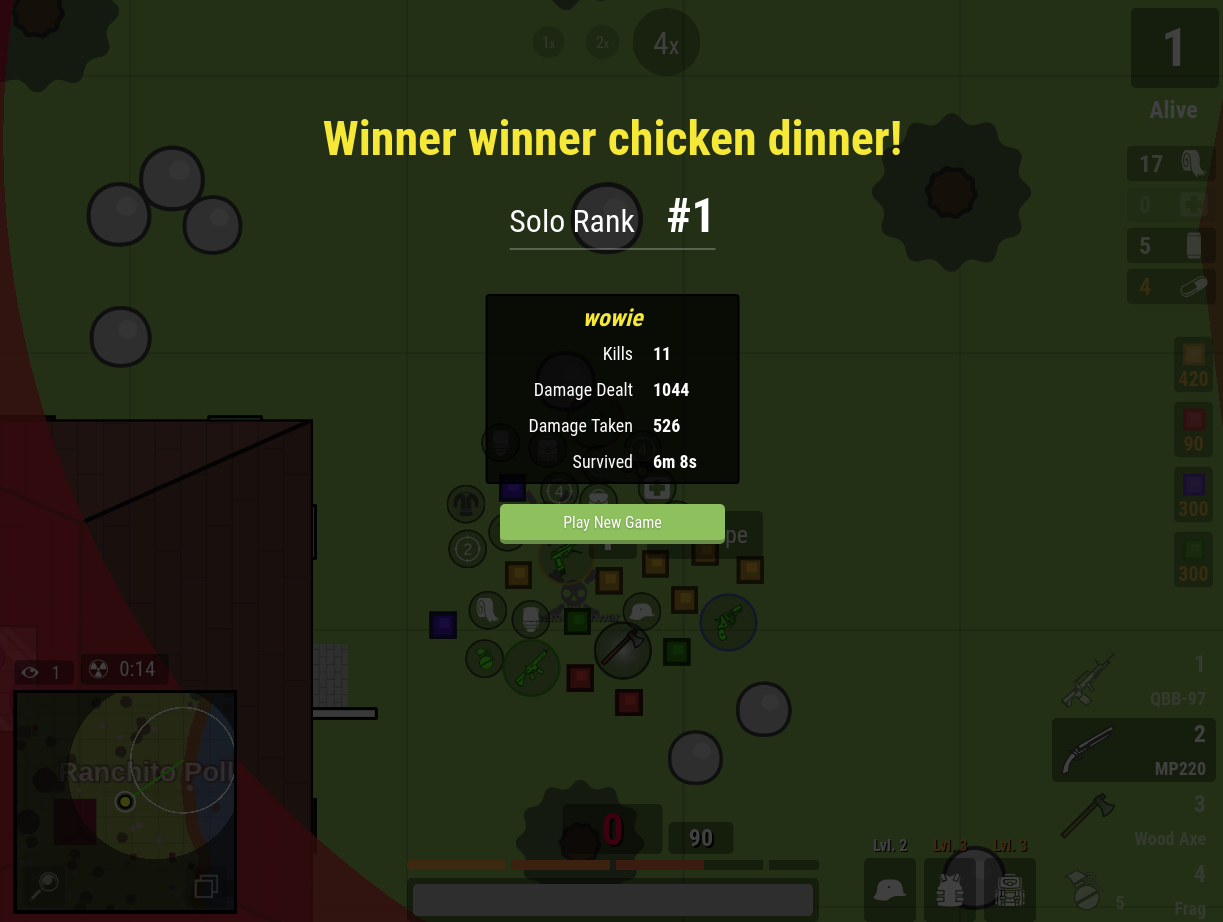 1x 2x 4x
1
Alive
Winner winner chicken dinner!
17
Solo Rank #1
0
5
4
wowie
Kills 11
Damage Dealt 1044
Damage Taken 526
Survived 6m 8s
420
90
300
300
4
Play New Game
pe
2
1
0:14
Ranchito Poll
1
QBB-97
2
MP220
3
Wood Axe
4
5
Frag
0
90
Lvl. 2
Lvl. 3
Lvl. 3